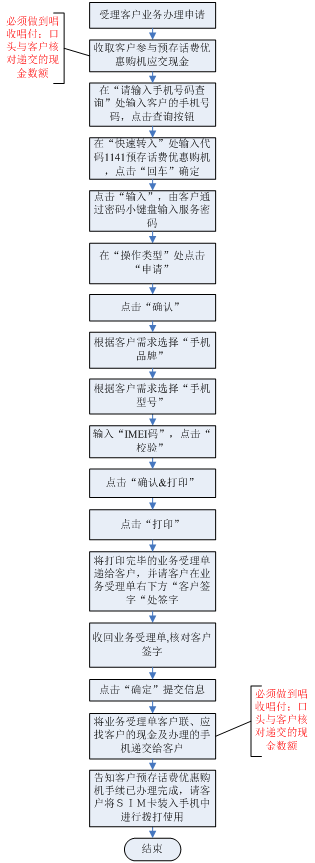 受理客户业务办理申请
必须做到唱
收唱付：口
头与客户核
对递交的现
金数额
收取客户参与预存话费优
惠购机应交现金
在“请输入手机号码查
询”处输入客户的手机号
码，点击查询按钮
在“快速转入”处输入代
码1141预存话费优惠购机
，点击“回车”确定
点击“输入”，由客户通
过密码小键盘输入服务密
码
在“操作类型”处点击
“申请”
点击“确认”
根据客户需求选择“手机
品牌”
根据客户需求选择“手机
型号”
输入“IMEI码”，点击“
校验”
点击“确认&打印”
点击“打印”
将打印完毕的业务受理单
递给客户，并请客户在业
务受理单右下方“客户签
字“处签字
收回业务受理单,核对客户
签字
点击“确定”提交信息
必须做到唱
收唱付：口
头与客户核
对递交的现
金数额
将业务受理单客户联、应
找客户的现金及办理的手
机递交给客户
告知客户预存话费优惠购
机手续已办理完成，请客
户将ＳＩＭ卡装入手机中
进行拨打使用
结束